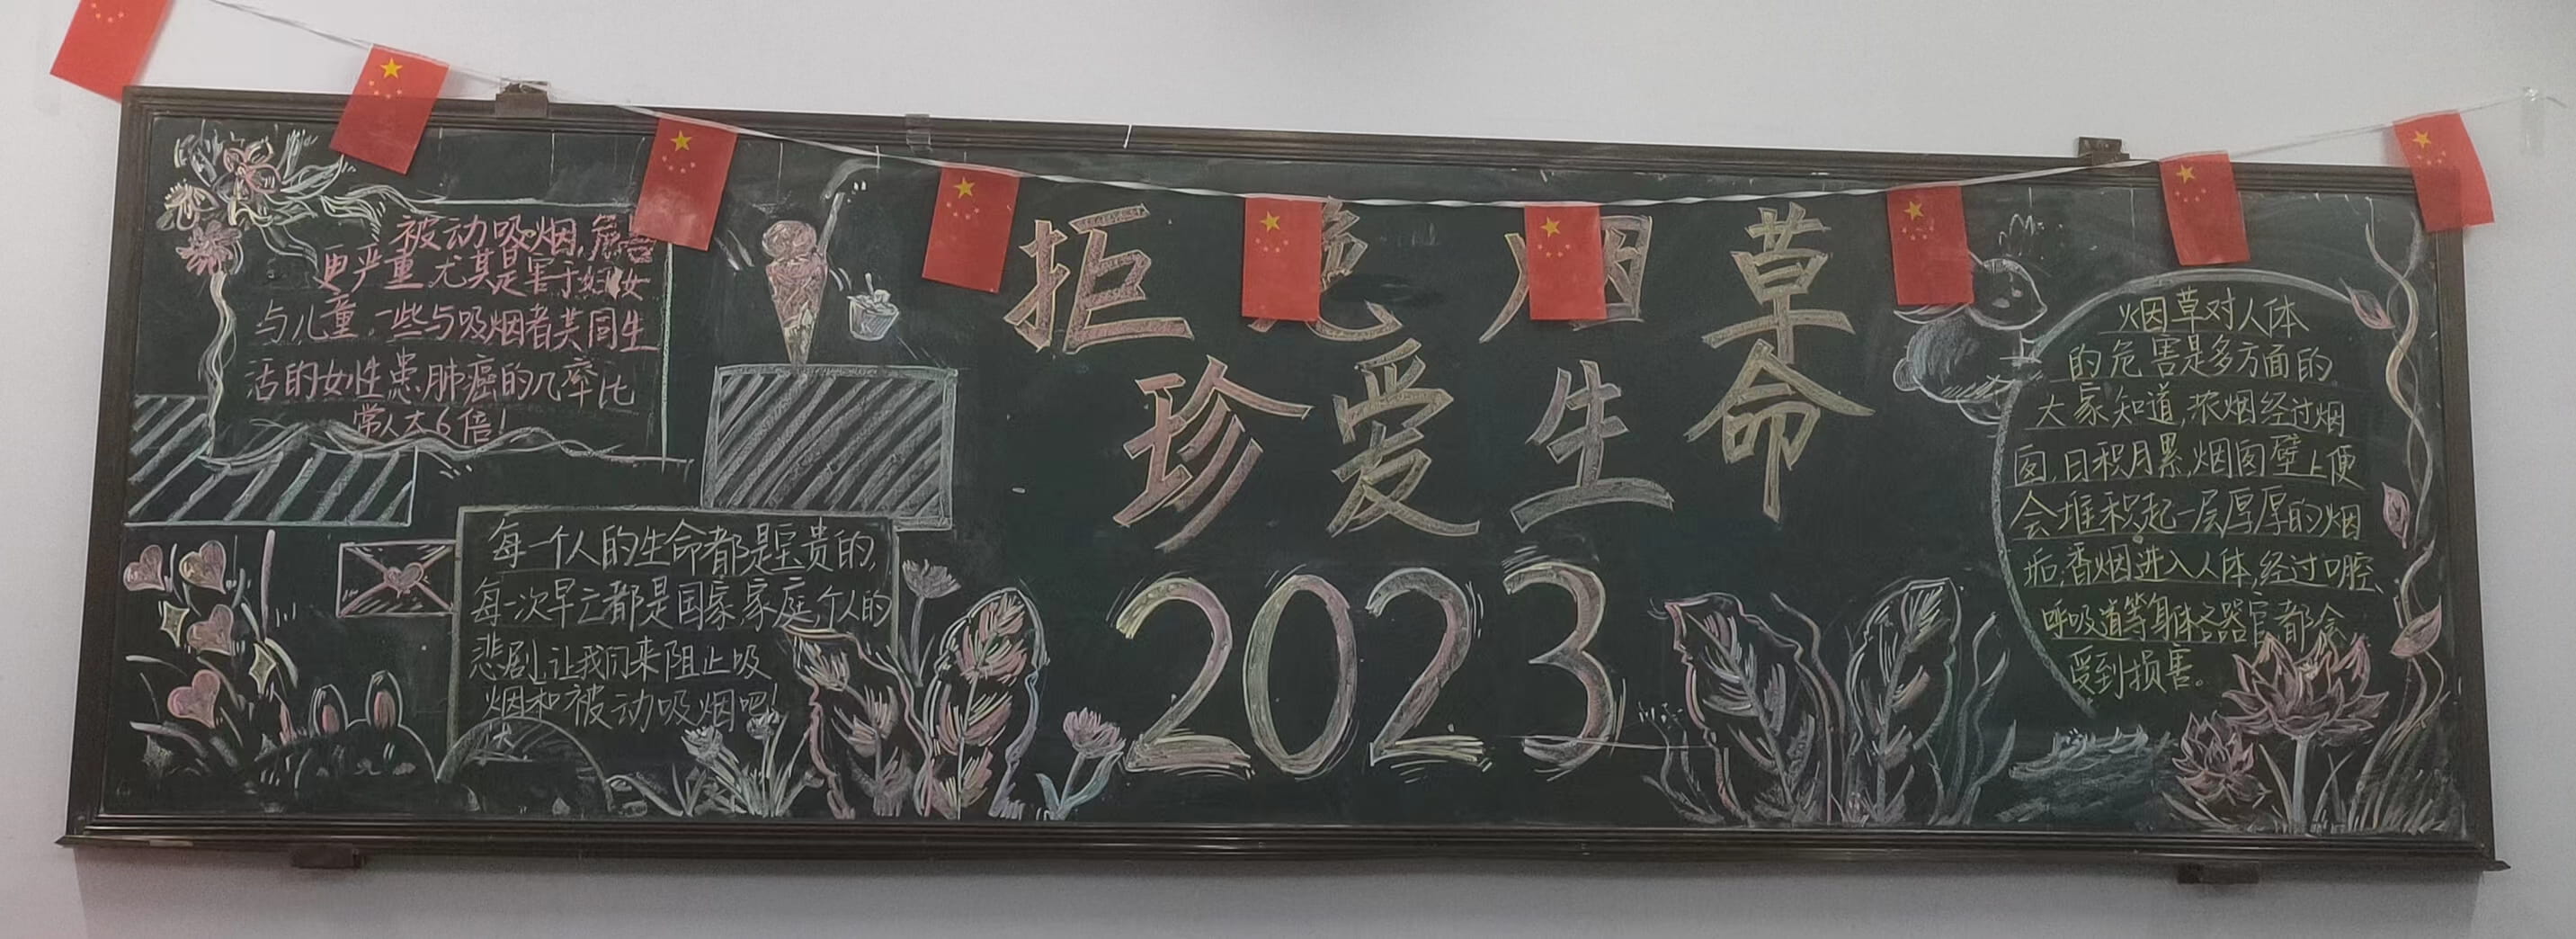 被动吸烟,危害
更严重尤其是害于妇女
与儿童,一些与吸烟者共同生
活的女性患肺癌的几率比
常人大6倍!
每一个人的生命都是宝贵的,
每一次早亡都是国家家庭个人的
悲剧,让我们来阻止吸
烟和被动吸烟吧!
拒绝烟草
珍爱生命
2023
烟草对人体
的危害是多方面的
大家知道,浓烟经过烟
囱,日积月累,烟囱壁上便
会堆积起一层厚厚的烟
垢,香烟进入人体,经过口腔、
呼吸道等身体各器官都会
受到损害。